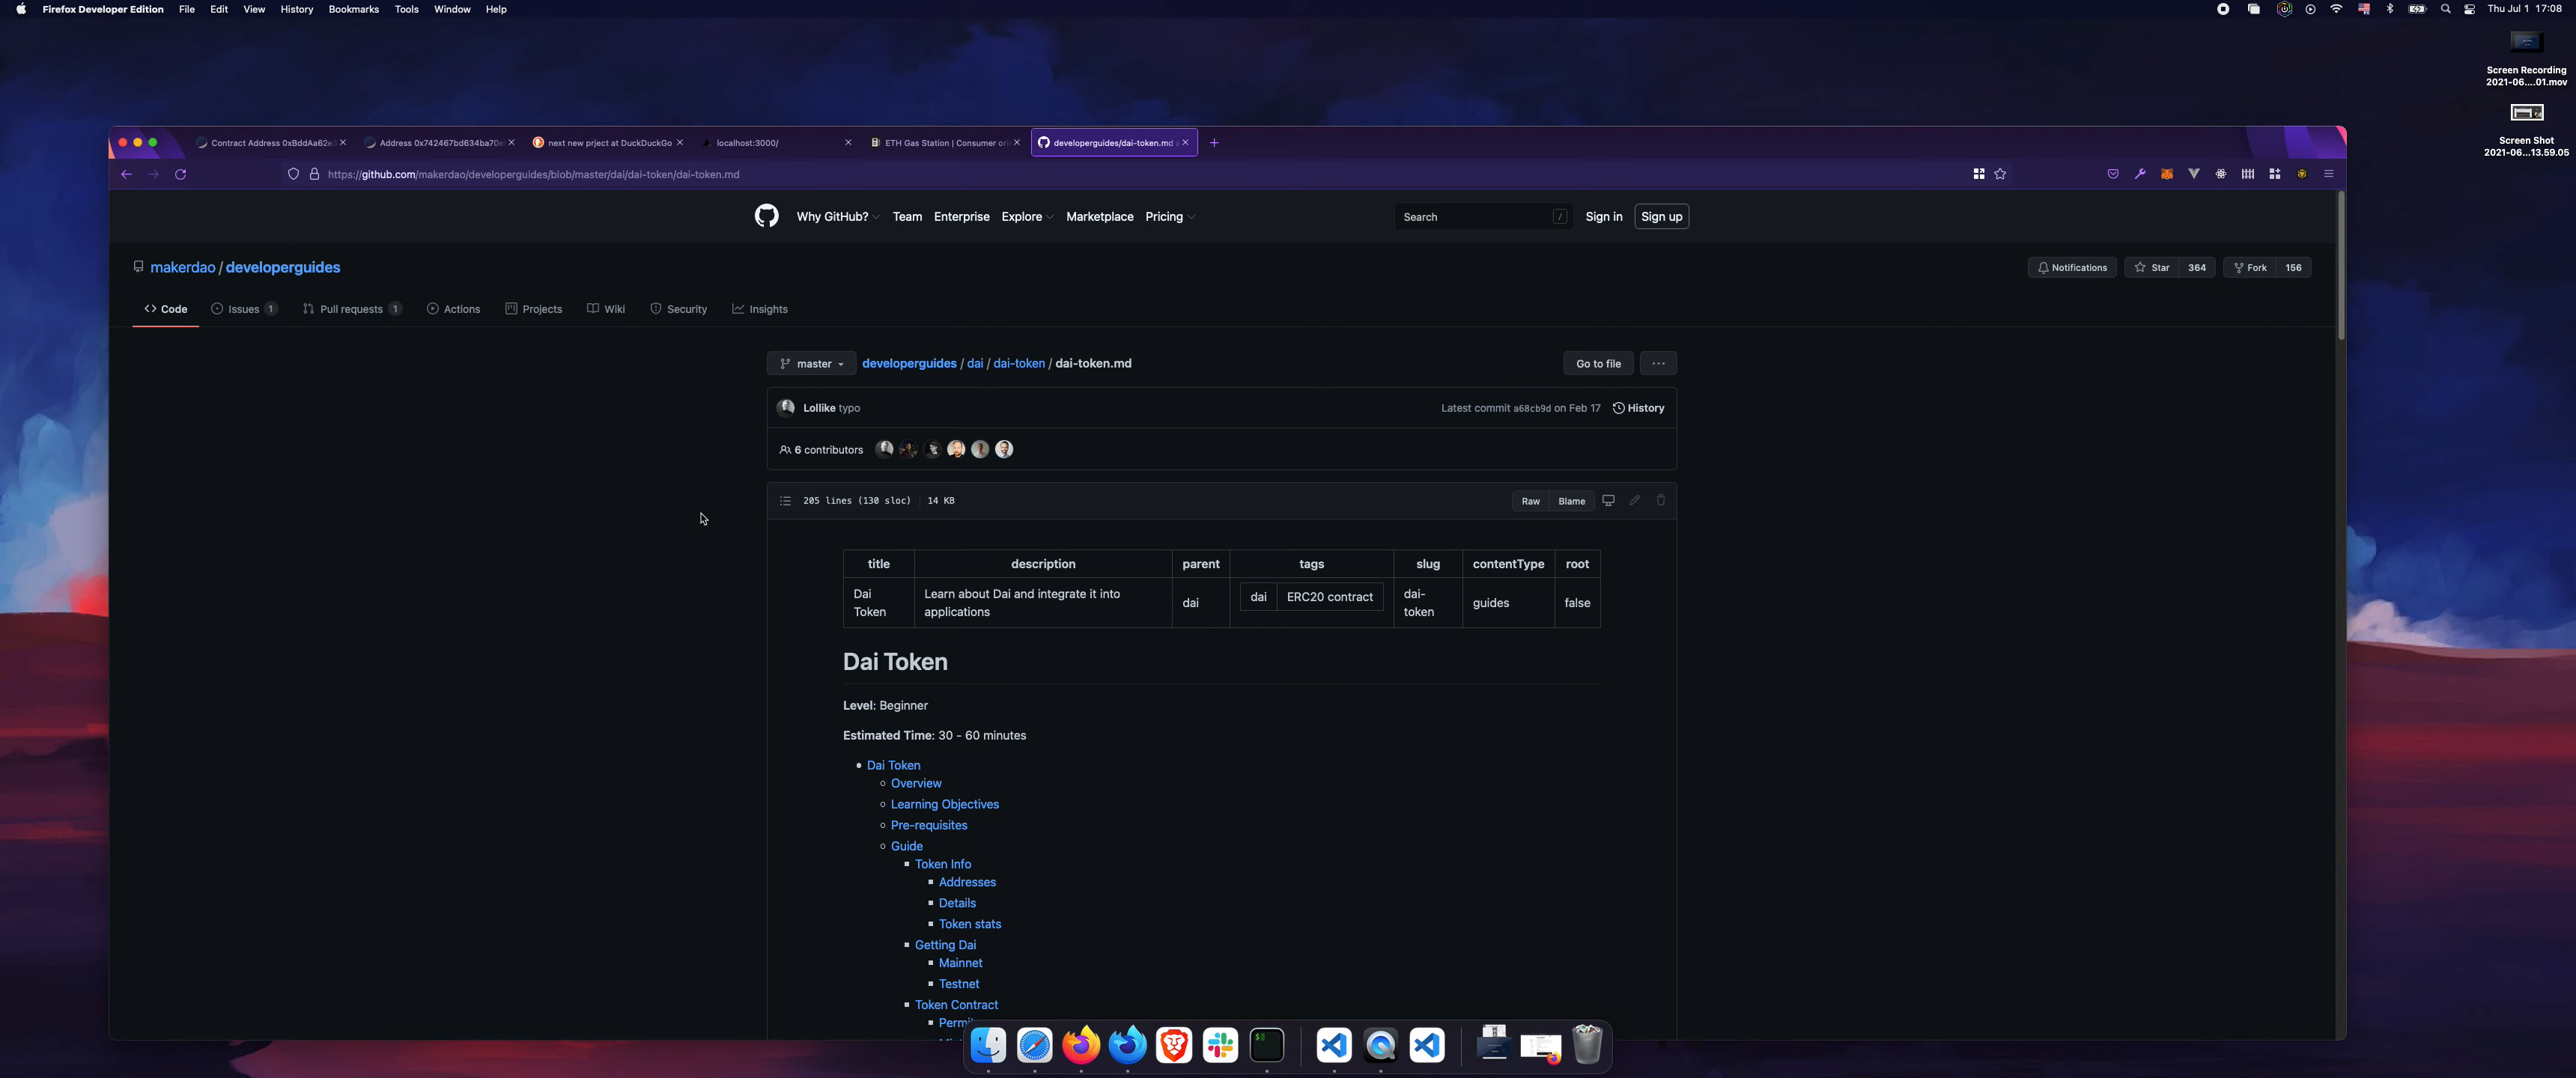 Firefox Developer Edition File Edit View History Bookmarks Tools Window Help Thu Jul 1 17:08
Screen Recording
2021-06....01.mov
Screen Shot
2021-06...13.59.05
Contract Address 0xBddAa62e Address 0x742467bd634ba70 next new prject at DuckDuckGo localhost:3000/ ETH Gas Station | Consumer ori developerguides/dai-token.md
https://github.com/makerdao/developerguides/blob/master/dai/dai-token/dai-token.md
Why GitHub? Team Enterprise Explore Marketplace Pricing Search / Sign in Sign up
makerdao / developerguides Notifications Star 364 Fork 156
Code Issues 1 Pull requests 1 Actions Projects Wiki Security Insights
master developerguides / dai / dai-token / dai-token.md Go to file ...
Lollike typo Latest commit a68cb9d on Feb 17 History
6 contributors
205 lines (130 sloc) 14 KB Raw Blame
title description parent tags slug contentType root
Dai Token Learn about Dai and integrate it into applications dai dai ERC20 contract dai-token guides false
Dai Token
Level: Beginner
Estimated Time: 30 - 60 minutes
Dai Token
Overview
Learning Objectives
Pre-requisites
Guide
Token Info
Addresses
Details
Token stats
Getting Dai
Mainnet
Testnet
Token Contract